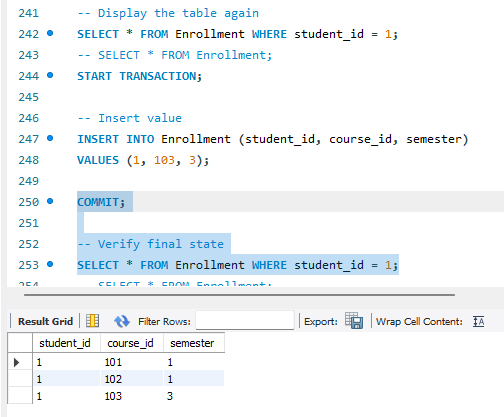 241 -- Display the table again
242 SELECT * FROM Enrollment WHERE student_id = 1;
243 -- SELECT * FROM Enrollment;
244 START TRANSACTION;
245
246 -- Insert value
247 INSERT INTO Enrollment (student_id, course_id, semester)
248 VALUES (1, 103, 3);
249
250 COMMIT;
251
252 -- Verify final state
253 SELECT * FROM Enrollment WHERE student_id = 1;
254 -- SELECT * FROM Enrollment;
Result Grid Filter Rows: Export: Wrap Cell Content: IA
student_id course_id semester
1 101 1
1 102 1
1 103 3